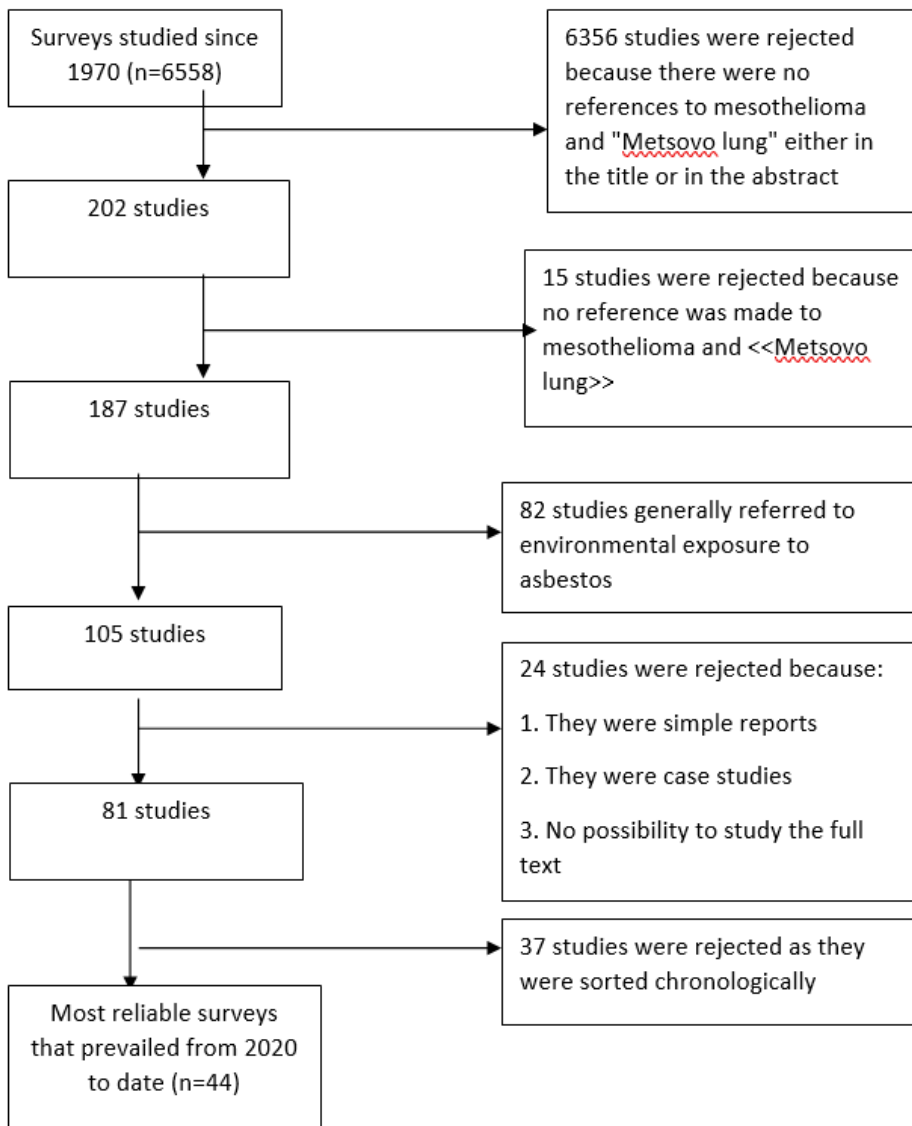 Surveys studied since
1970 (n=6558)
6356 studies were rejected
because there were no
references to mesothelioma
and "Metsovo lung" either in
the title or in the abstract
202 studies
15 studies were rejected because
no reference was made to
mesothelioma and <<Metsovo
lung>>
187 studies
82 studies generally referred to
environmental exposure to
asbestos
105 studies
24 studies were rejected because:
1. They were simple reports
2. They were case studies
3. No possibility to study the full
text
81 studies
37 studies were rejected as they
were sorted chronologically
Most reliable surveys
that prevailed from 2020
to date (n=44)